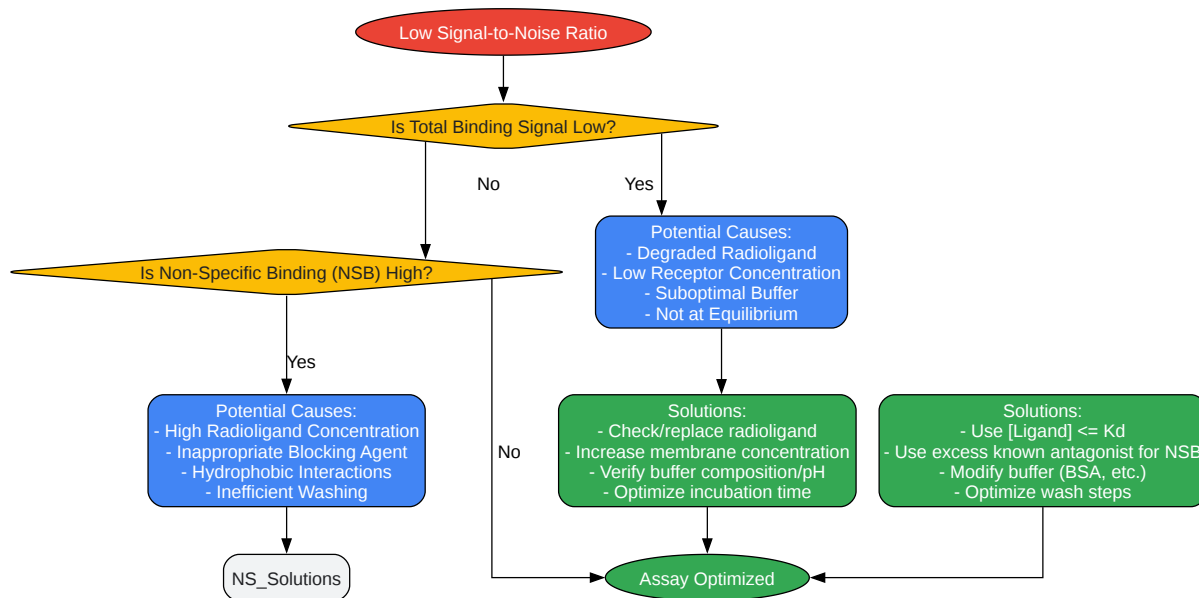 Low Signal-to-Noise Ratio
Is Total Binding Signal Low?
No
Yes
Potential Causes:
- Degraded Radioligand
- Low Receptor Concentration
- Suboptimal Buffer
- Not at Equilibrium
Is Non-Specific Binding (NSB) High?
Yes
Potential Causes:
- High Radioligand Concentration
- Inappropriate Blocking Agent
- Hydrophobic Interactions
- Inefficient Washing
No
Solutions:
- Check/replace radioligand
- Increase membrane concentration
- Verify buffer composition/pH
- Optimize incubation time
Solutions:
- Use [Ligand] <= Kd
- Use excess known antagonist for NSB
- Modify buffer (BSA, etc.)
- Optimize wash steps
NS_Solutions
Assay Optimized